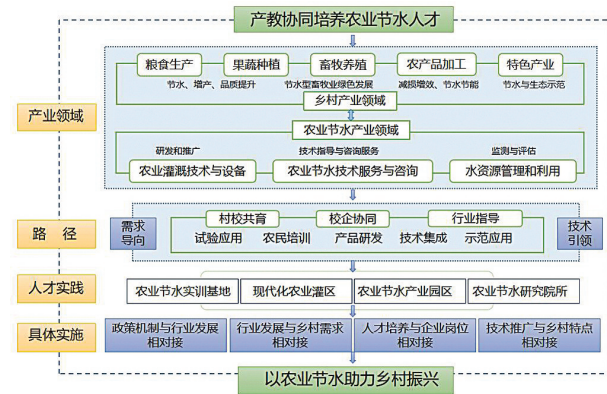 产教协同培养农业节水人才
粮食生产 果蔬种植 畜牧养殖 农产品加工 特色产业
节水、增产、品质提升 节水型畜牧业绿色发展 减损增效、节水节能 节水与生态示范
乡村产业领域
产业领域
农业节水产业领域
研发和推广 技术指导与咨询服务 监测与评估
农业灌溉技术与设备 农业节水技术服务与咨询 水资源管理和利用
路 径
需求
导向
村校共育 校企协同 行业指导
试验应用 农民培训 产品研发 技术集成 示范应用
技术
引领
人才实践
农业节水实训基地 现代化农业灌区 农业节水产业园区 农业节水研究院所
具体实施
政策机制与行业发展
相对接
行业发展与乡村需求
相对接
人才培养与企业岗位
相对接
技术推广与乡村特点
相对接
以农业节水助力乡村振兴